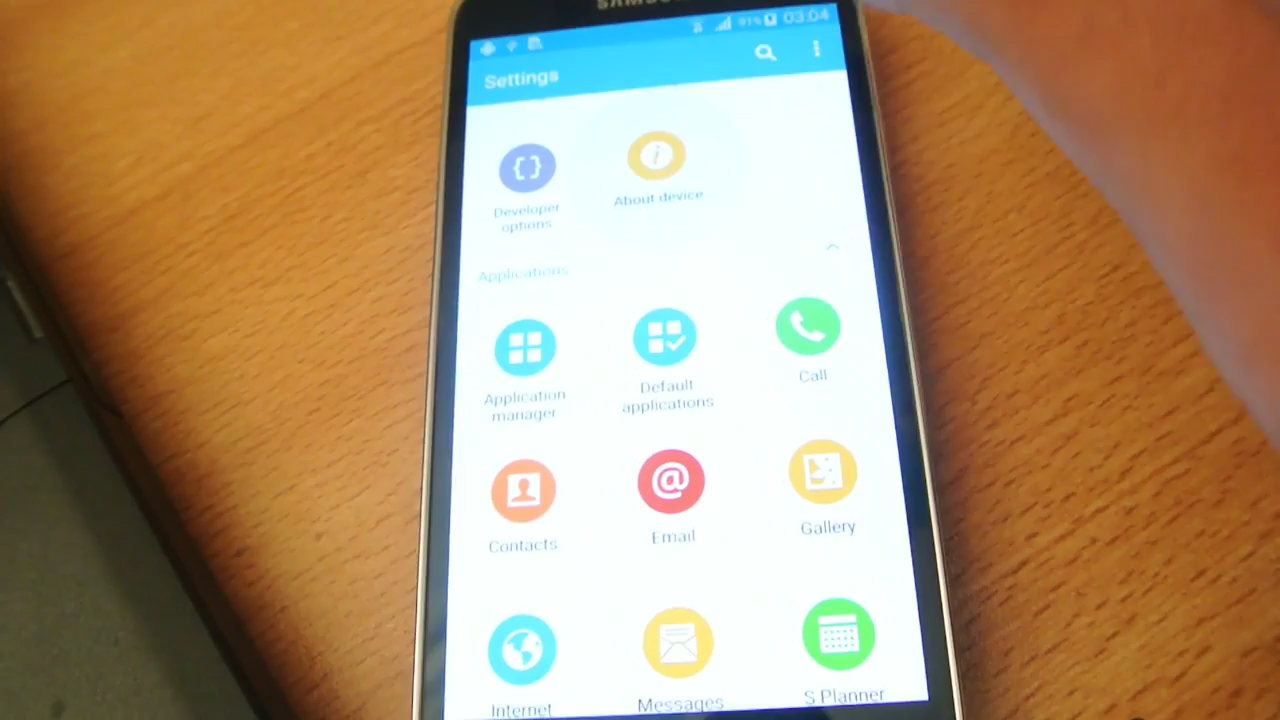 SAMSUNG
91% 03:04
Settings
Developer
options
About device
Applications
Application
manager
Default
applications
Call
Contacts
Email
Gallery
Internet
Messages
S Planner